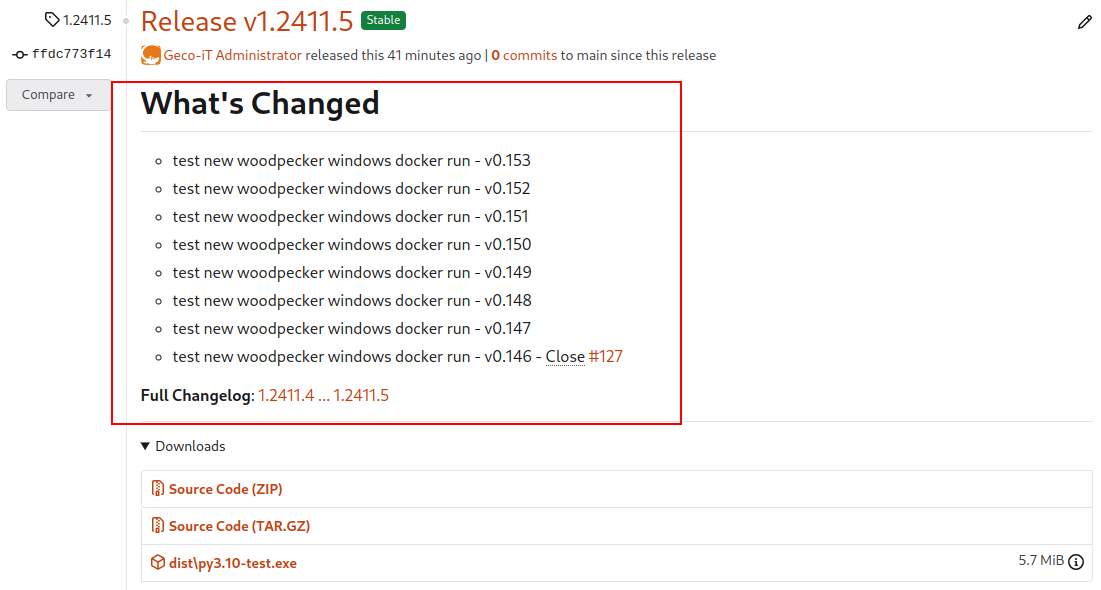 1.2411.5
Release v1.2411.5 Stable
ffdc773f14
Geco-iT Administrator released this 41 minutes ago | 0 commits to main since this release
Compare
What's Changed
test new woodpecker windows docker run - v0.153
test new woodpecker windows docker run - v0.152
test new woodpecker windows docker run - v0.151
test new woodpecker windows docker run - v0.150
test new woodpecker windows docker run - v0.149
test new woodpecker windows docker run - v0.148
test new woodpecker windows docker run - v0.147
test new woodpecker windows docker run - v0.146 - Close #127
Full Changelog: 1.2411.4 ... 1.2411.5
Downloads
Source Code (ZIP)
Source Code (TAR.GZ)
dist\py3.10-test.exe 5.7 MiB